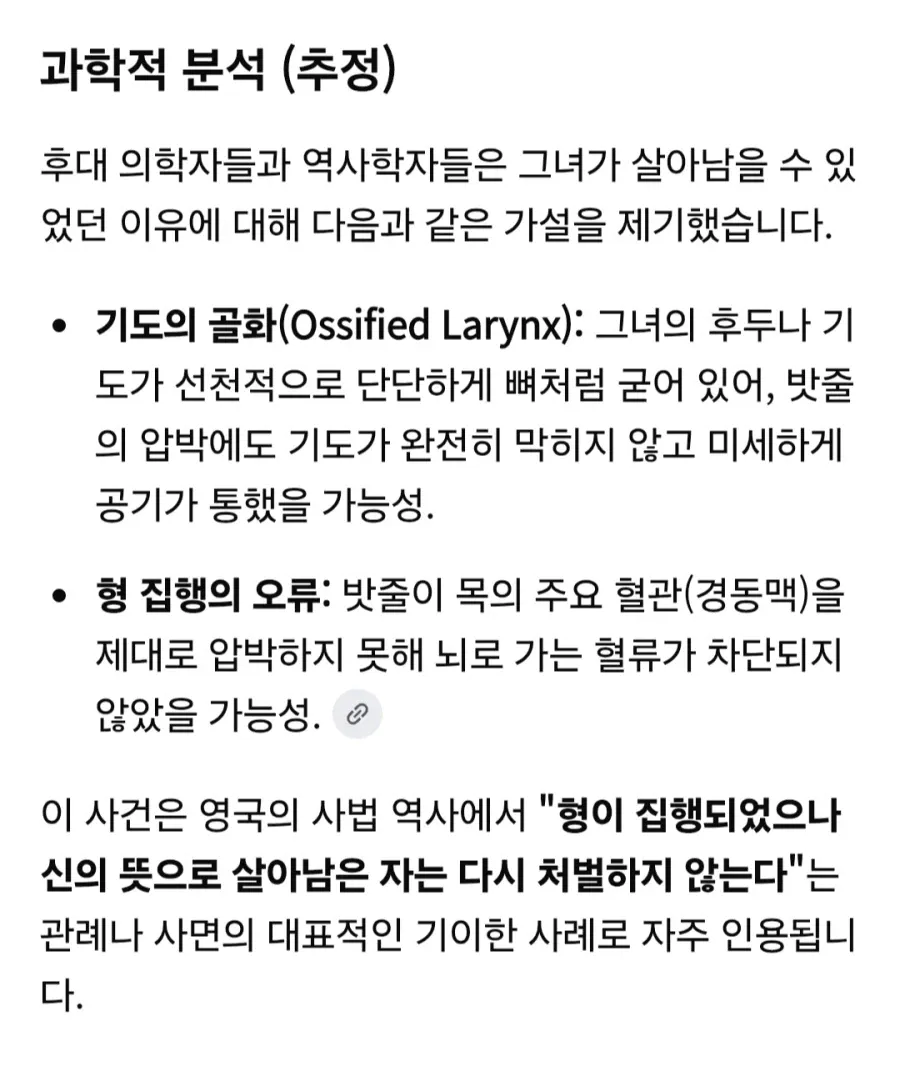 과학적 분석 (추정)
후대 의학자들과 역사학자들은 그녀가 살아남을 수 있
었던 이유에 대해 다음과 같은 가설을 제기했습니다.
• 기도의 골화(Ossified Larynx): 그녀의 후두나 기
도가 선천적으로 단단하게 뼈처럼 굳어 있어, 밧줄
의 압박에도 기도가 완전히 막히지 않고 미세하게
공기가 통했을 가능성.
• 형 집행의 오류: 밧줄이 목의 주요 혈관(경동맥)을
제대로 압박하지 못해 뇌로 가는 혈류가 차단되지
않았을 가능성.
이 사건은 영국의 사법 역사에서 "형이 집행되었으나
신의 뜻으로 살아남은 자는 다시 처벌하지 않는다"는
관례나 사면의 대표적인 기이한 사례로 자주 인용됩니
다.